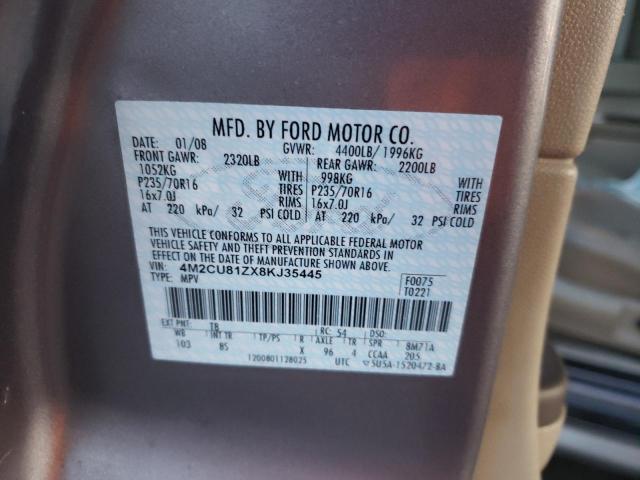 MFD. BY FORD MOTOR CO.
DATE: 01/08 GVWR: 4400LB/ 1996KG
FRONT GAWR: 2320LB REAR GAWR: 2200LB
1052KG WITH 998KG WITH
P235/70R16 TIRES P235/70R16 TIRES
16x7.0J RIMS 16x7.0J RIMS
AT 220 kPa/ 32 PSI COLD AT 220 kPa/ 32 PSI COLD
THIS VEHICLE CONFORMS TO ALL APPLICABLE FEDERAL MOTOR
VEHICLE SAFETY AND THEFT PREVENTION STANDARDS IN
EFFECT ON THE DATE OF MANUFACTURE SHOWN ABOVE.
VIN: 4M2CU81ZX8KJ35445 F0075
TYPE: MPV T0221
EXT PNT: TB RC: 54 DSO:
WB INT TR TP/PS R AXLE TR SPR 8M71A
103 BS X 96 4 CCAA 205
1200801128025 UTC 5U5A-1520472-BA